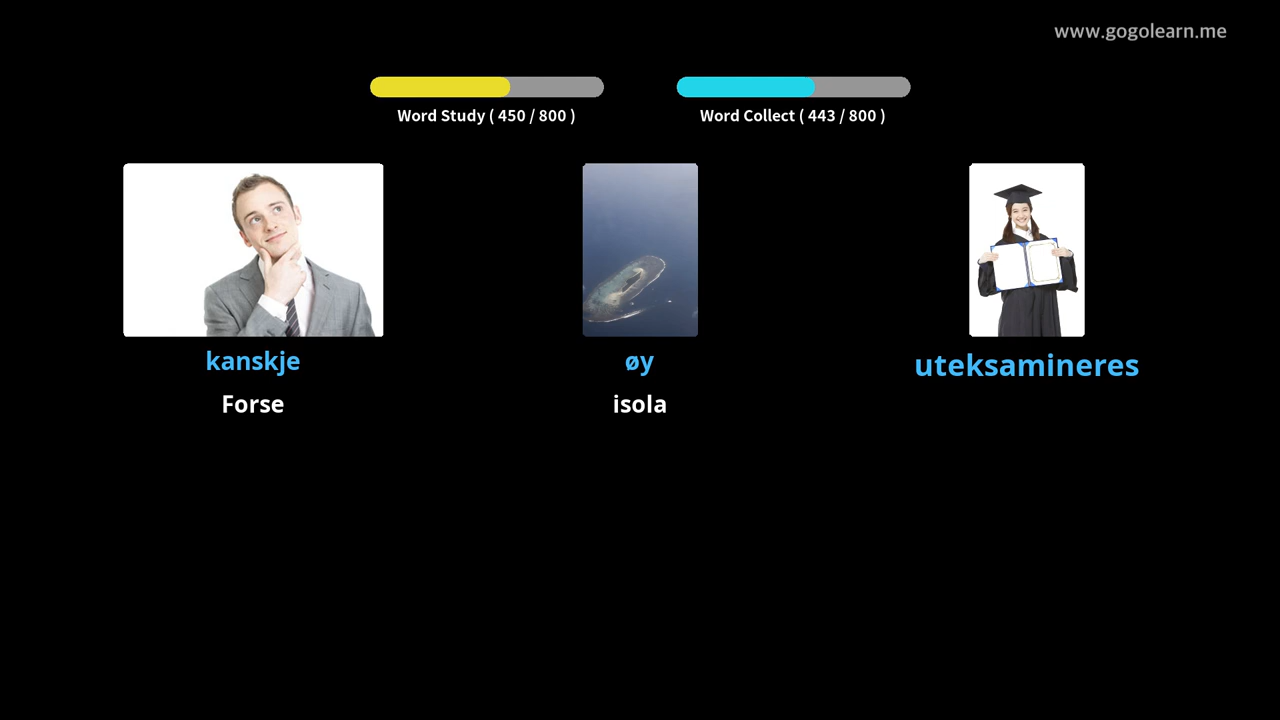 www.gogolearn.me
Word Study ( 450 / 800 )
Word Collect ( 443 / 800 )
kanskje
Forse
øy
isola
uteksamineres